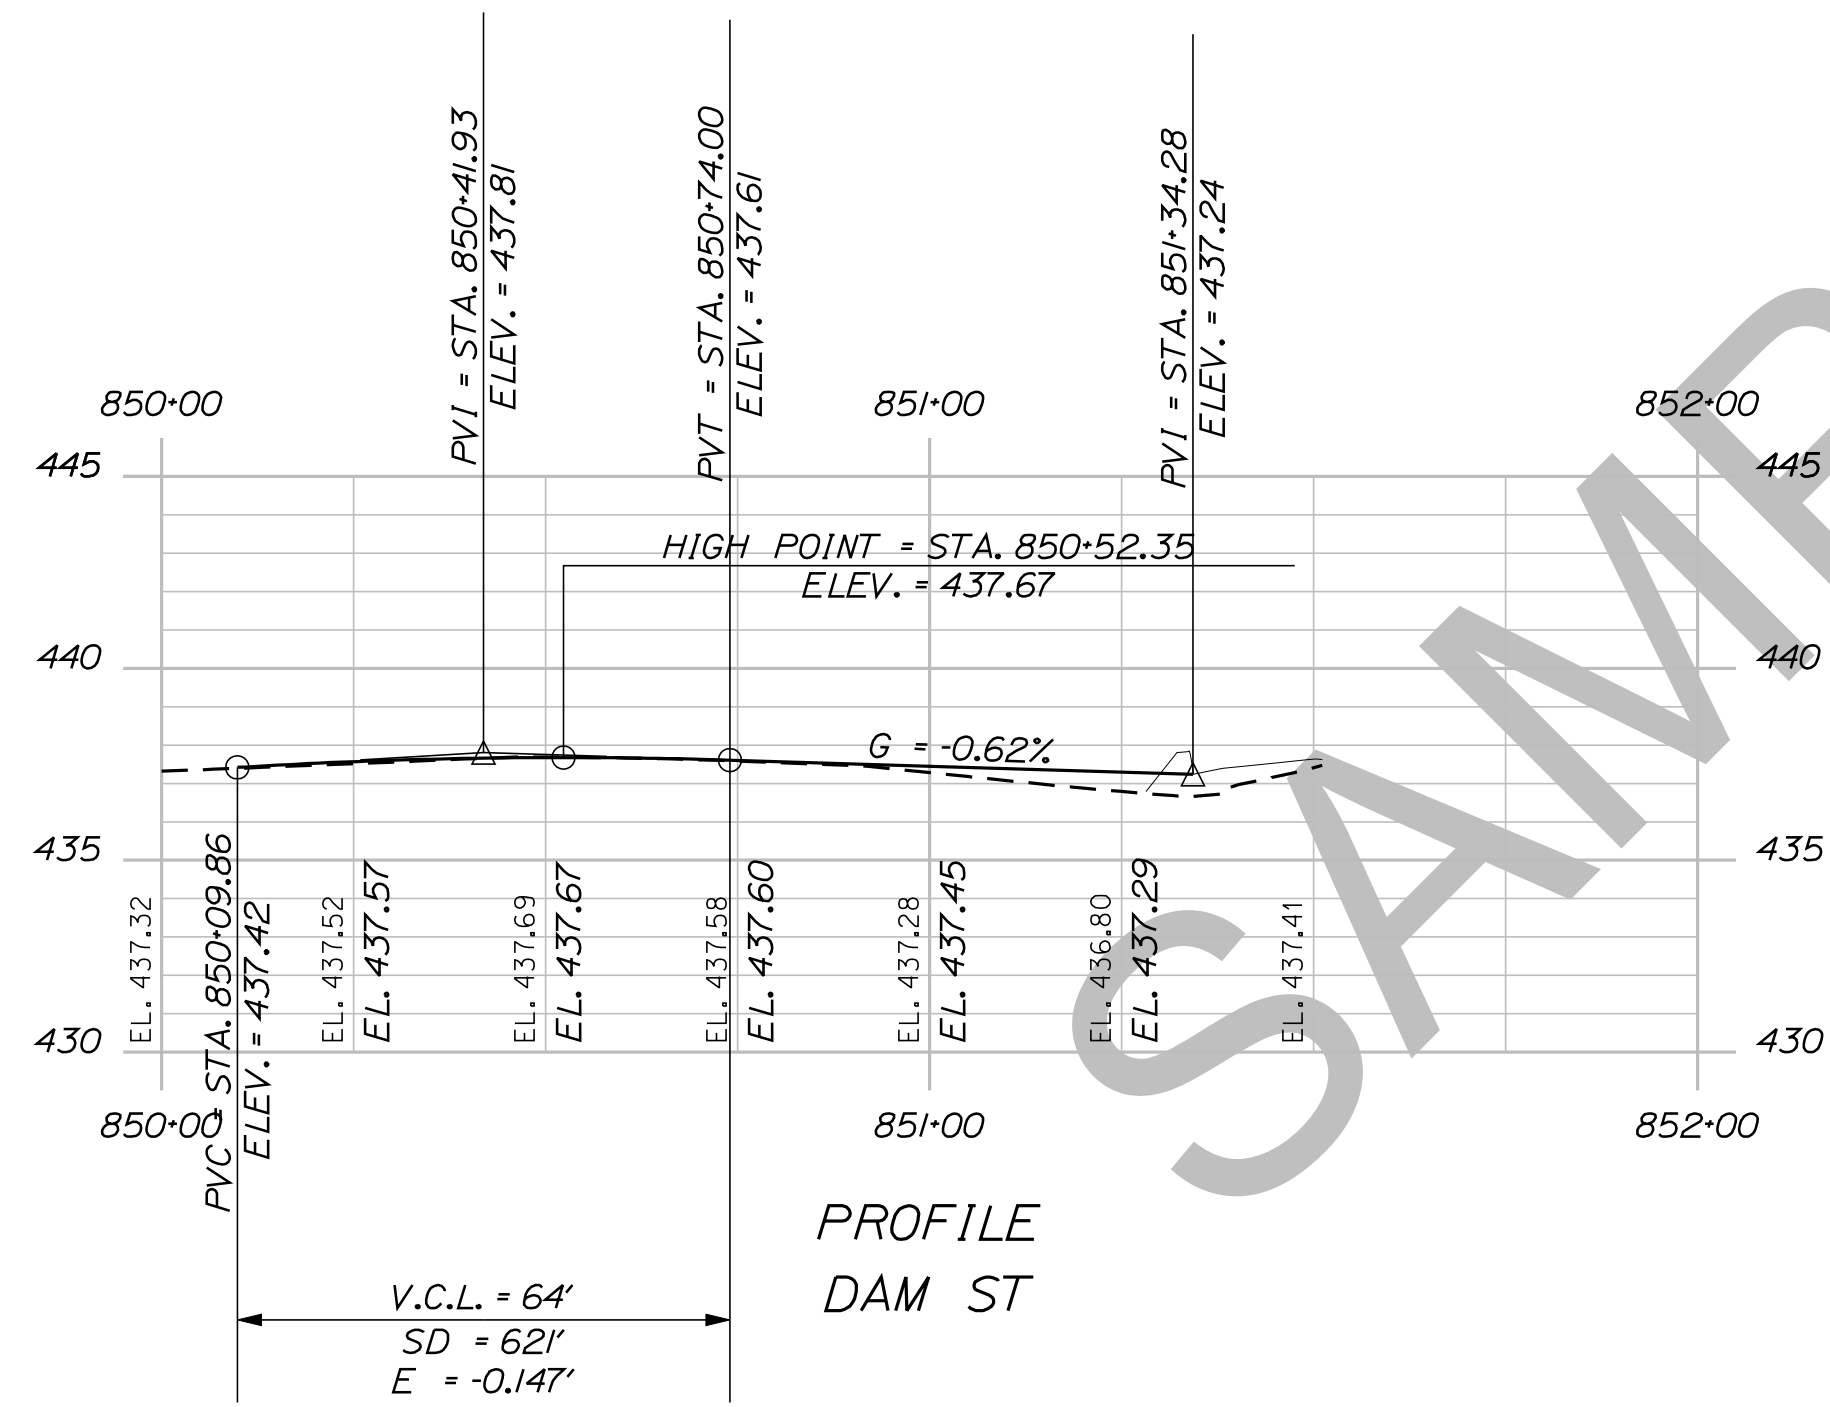 PVI = STA. 850+41.93
ELEV. = 437.81
PVT = STA. 850+74.00
ELEV. = 437.61
PVI = STA. 851+34.28
ELEV. = 437.24
850+00 851+00 852+00
445 445
HIGH POINT = STA. 850+52.35
ELEV. = 437.67
440 440
G = -0.62%
435 435
PVC = STA. 850+09.86
ELEV. = 437.42
EL. 437.32
EL. 437.52
EL. 437.57
EL. 437.69
EL. 437.67
EL. 437.58
EL. 437.60
EL. 437.28
EL. 437.45
EL. 436.80
EL. 437.29
EL. 437.41
430 430
850+00 851+00 852+00
PROFILE
DAM ST
V.C.L. = 64'
SD = 621'
E = -0.147'
SAMP